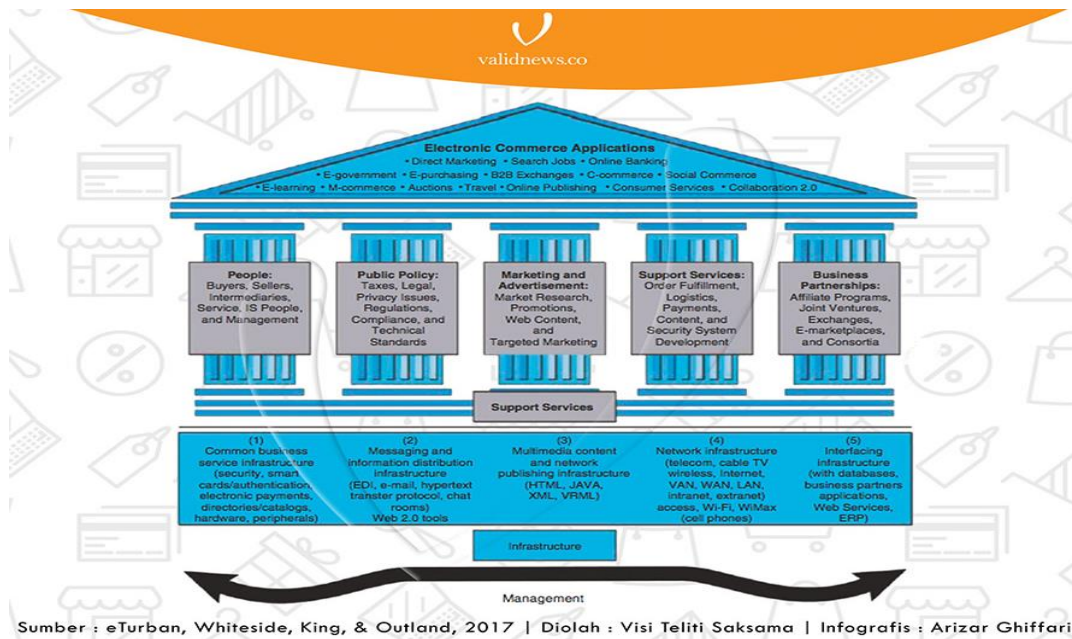 validnews.co
Electronic Commerce Applications
• Direct Marketing • Search Jobs • Online Banking
• E-government • E-purchasing • B2B Exchanges • C-commerce • Social Commerce
• E-learning • M-commerce • Auctions • Travel • Online Publishing • Consumer Services • Collaboration 2.0
People:
Buyers, Sellers,
Intermediaries,
Service, IS People,
and Management
Public Policy:
Taxes, Legal,
Privacy Issues,
Regulations,
Compliance, and
Technical
Standards
Marketing and
Advertisement:
Market Research,
Promotions,
Web Content,
and
Targeted Marketing
Support Services:
Order Fulfillment,
Logistics,
Payments,
Content, and
Security System
Development
Business
Partnerships:
Affiliate Programs,
Joint Ventures,
Exchanges,
E-marketplaces,
and Consortia
Support Services
(1)
Common business
service infrastructure
(security, smart
cards/authentication,
electronic payments,
directories/catalogs,
hardware, peripherals)
(2)
Messaging and
information distribution
infrastructure
(EDI, e-mail, hypertext
transfer protocol, chat
rooms)
Web 2.0 tools
(3)
Multimedia content
and network
publishing infrastructure
(HTML, JAVA,
XML, VRML)
(4)
Network infrastructure
(telecom, cable TV
wireless, Internet,
VAN, WAN, LAN,
intranet, extranet)
access, Wi-Fi, WiMax
(cell phones)
(5)
Interfacing
infrastructure
(with databases,
business partners
applications,
Web Services,
ERP)
Infrastructure
Management
Sumber : eTurban, Whiteside, King, & Outland, 2017 | Diolah : Visi Teliti Saksama | Infografis : Arizar Ghiffari